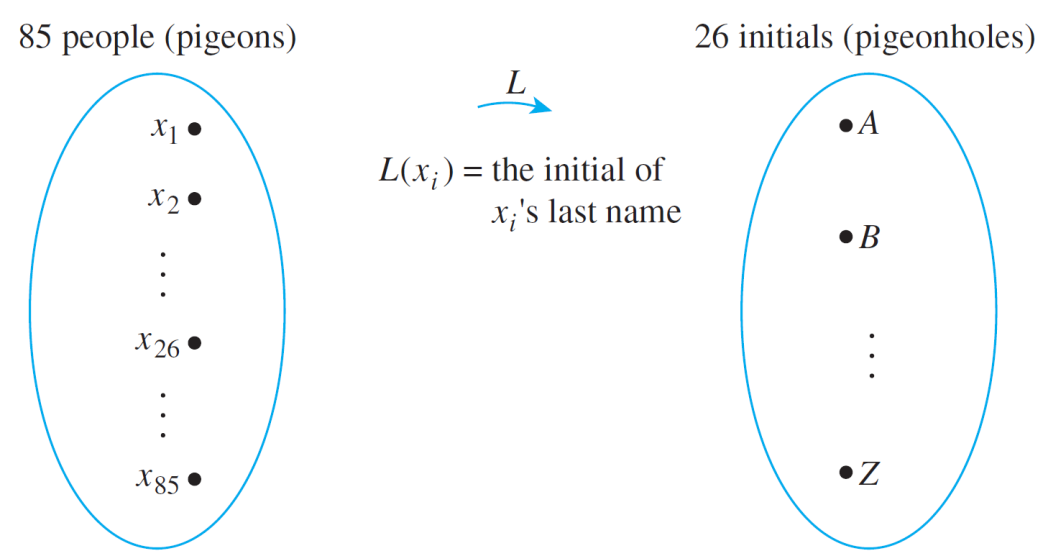 85 people (pigeons)
26 initials (pigeonholes)
L
x₁
A
L(xᵢ) = the initial of
x₂
xᵢ's last name
B
⋮
x₂₆
⋮
⋮
x₈₅
Z